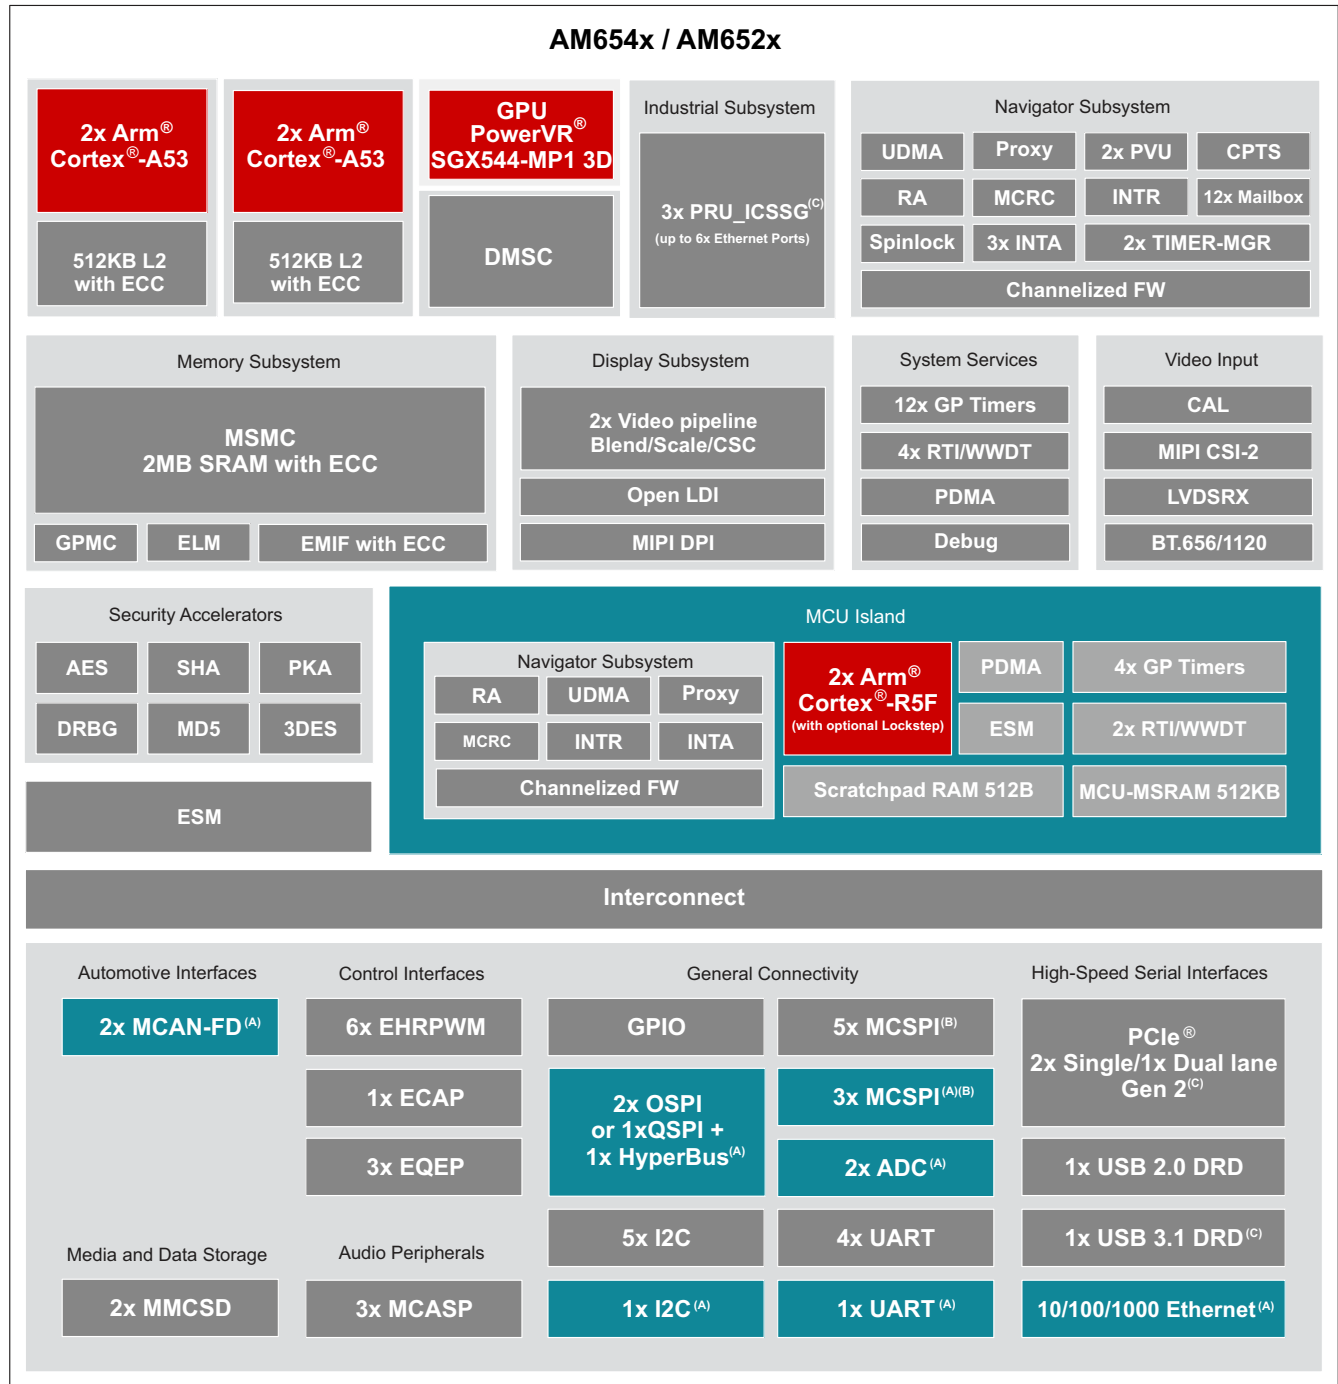 AM654x / AM652x
2x Arm®
Cortex®-A53
512KB L2
with ECC
2x Arm®
Cortex®-A53
512KB L2
with ECC
GPU
PowerVR®
SGX544-MP1 3D
DMSC
Industrial Subsystem
3x PRU_ICSSG(C)
(up to 6x Ethernet Ports)
Navigator Subsystem
UDMA
Proxy
2x PVU
CPTS
RA
MCRC
INTR
12x Mailbox
Spinlock
3x INTA
2x TIMER-MGR
Channelized FW
Memory Subsystem
MSMC
2MB SRAM with ECC
GPMC
ELM
EMIF with ECC
Display Subsystem
2x Video pipeline
Blend/Scale/CSC
Open LDI
MIPI DPI
System Services
12x GP Timers
4x RTI/WWDT
PDMA
Debug
Video Input
CAL
MIPI CSI-2
LVDSRX
BT.656/1120
Security Accelerators
AES
SHA
PKA
DRBG
MD5
3DES
ESM
MCU Island
Navigator Subsystem
RA
UDMA
Proxy
MCRC
INTR
INTA
Channelized FW
2x Arm®
Cortex®-R5F
(with optional Lockstep)
PDMA
4x GP Timers
ESM
2x RTI/WWDT
Scratchpad RAM 512B
MCU-MSRAM 512KB
Interconnect
Automotive Interfaces
2x MCAN-FD(A)
Media and Data Storage
2x MMCSD
Control Interfaces
6x EHRPWM
1x ECAP
3x EQEP
Audio Peripherals
3x MCASP
General Connectivity
GPIO
5x MCSPI(B)
2x OSPI
or 1xQSPI +
1x HyperBus(A)
3x MCSPI(A)(B)
2x ADC(A)
5x I2C
4x UART
1x I2C(A)
1x UART(A)
High-Speed Serial Interfaces
PCIe®
2x Single/1x Dual lane
Gen 2(C)
1x USB 2.0 DRD
1x USB 3.1 DRD(C)
10/100/1000 Ethernet(A)